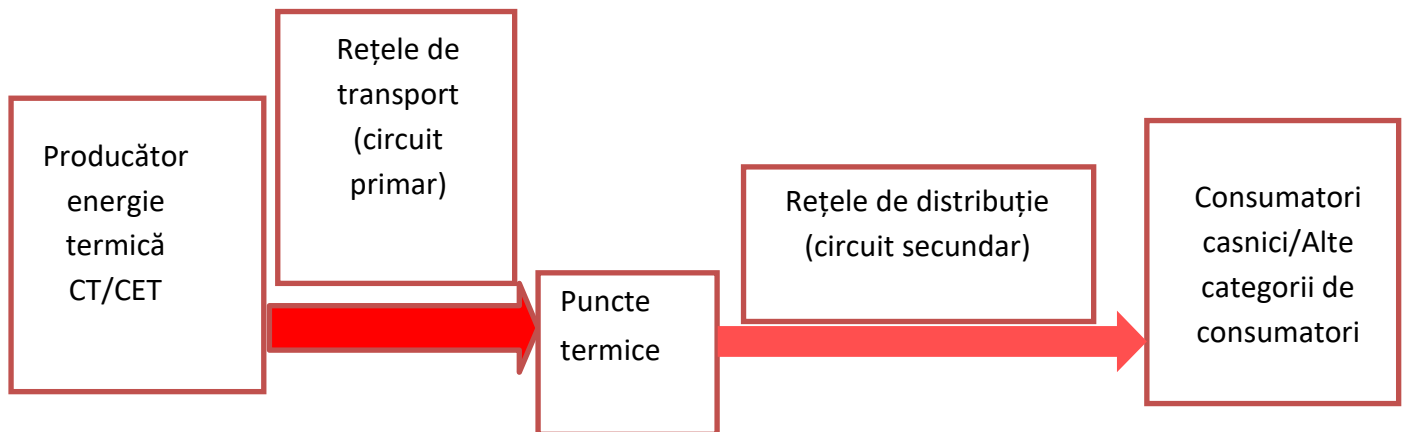 Producător
energie
termică
CT/CET
Rețele de
transport
(circuit
primar)
Puncte
termice
Rețele de distribuție
(circuit secundar)
Consumatori
casnici/Alte
categorii de
consumatori